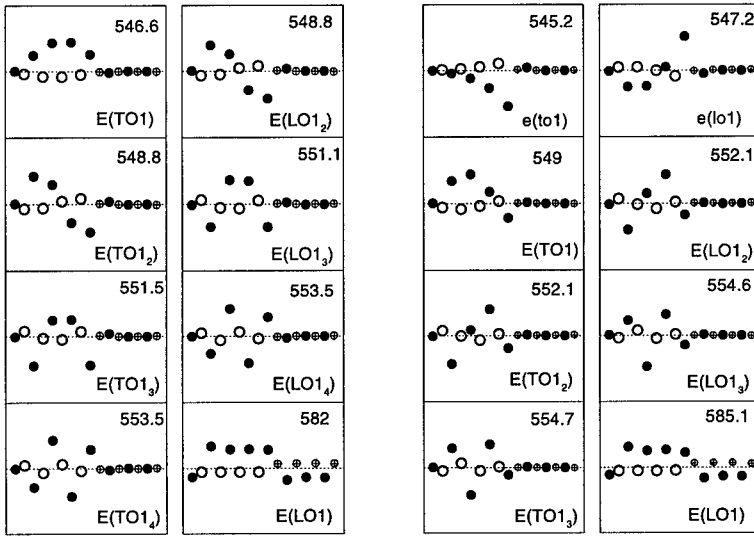 546.6
E(TO1)
548.8
E(LO1₂)
548.8
E(TO1₂)
551.1
E(LO1₃)
551.5
E(TO1₃)
553.5
E(LO1₄)
553.5
E(TO1₄)
582
E(LO1)
545.2
e(to1)
547.2
e(lo1)
549
E(TO1)
552.1
E(LO1₂)
552.1
E(TO1₂)
554.6
E(LO1₃)
554.7
E(TO1₃)
585.1
E(LO1)